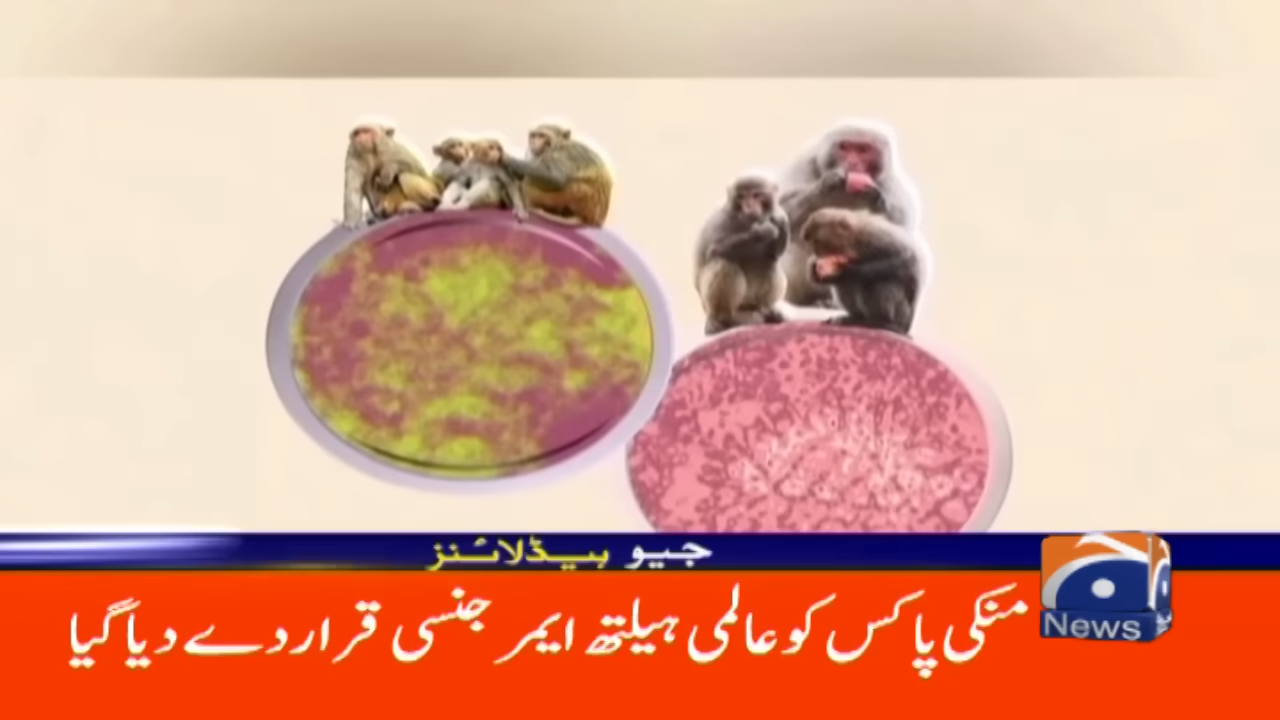 جیو ہیڈلائنز
منکی پاکس کو عالمی ہیلتھ ایمرجنسی قرار دے دیا گیا
News